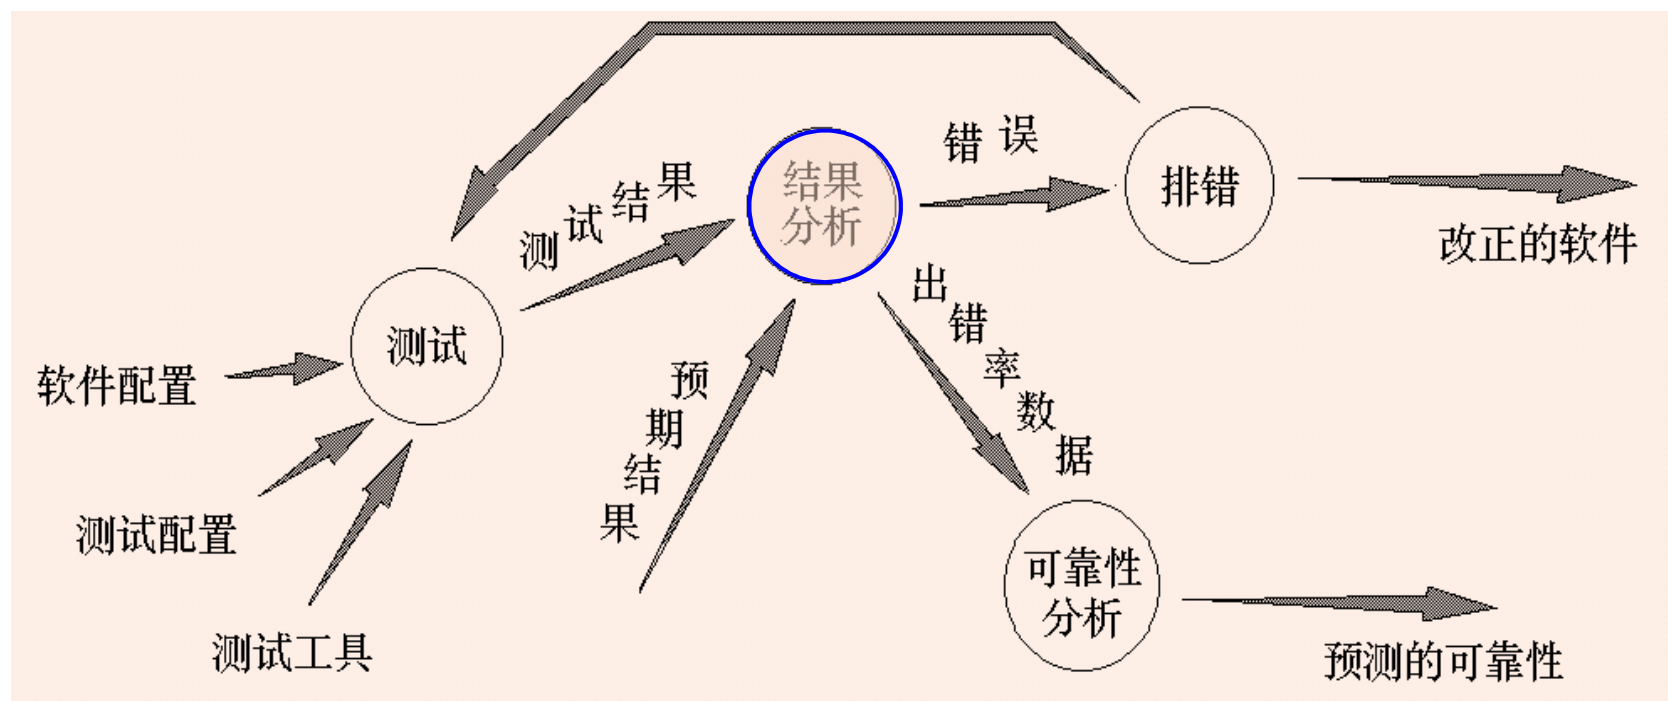 错误
结果
分析
排错
测试结果
改正的软件
出错率数据
测试
软件配置
预期结果
测试配置
可靠性
分析
测试工具
预测的可靠性